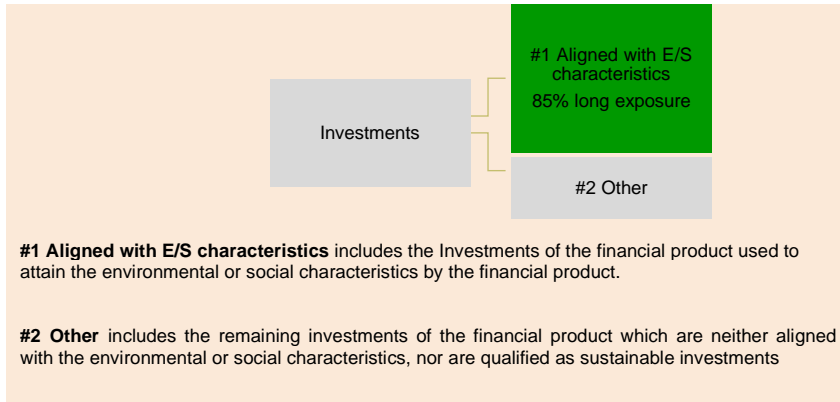 #1 Aligned with E/S
characteristics
85% long exposure
Investments
#2 Other
#1 Aligned with E/S characteristics includes the Investments of the financial product used to
attain the environmental or social characteristics by the financial product.
#2 Other includes the remaining investments of the financial product which are neither aligned
with the environmental or social characteristics, nor are qualified as sustainable investments